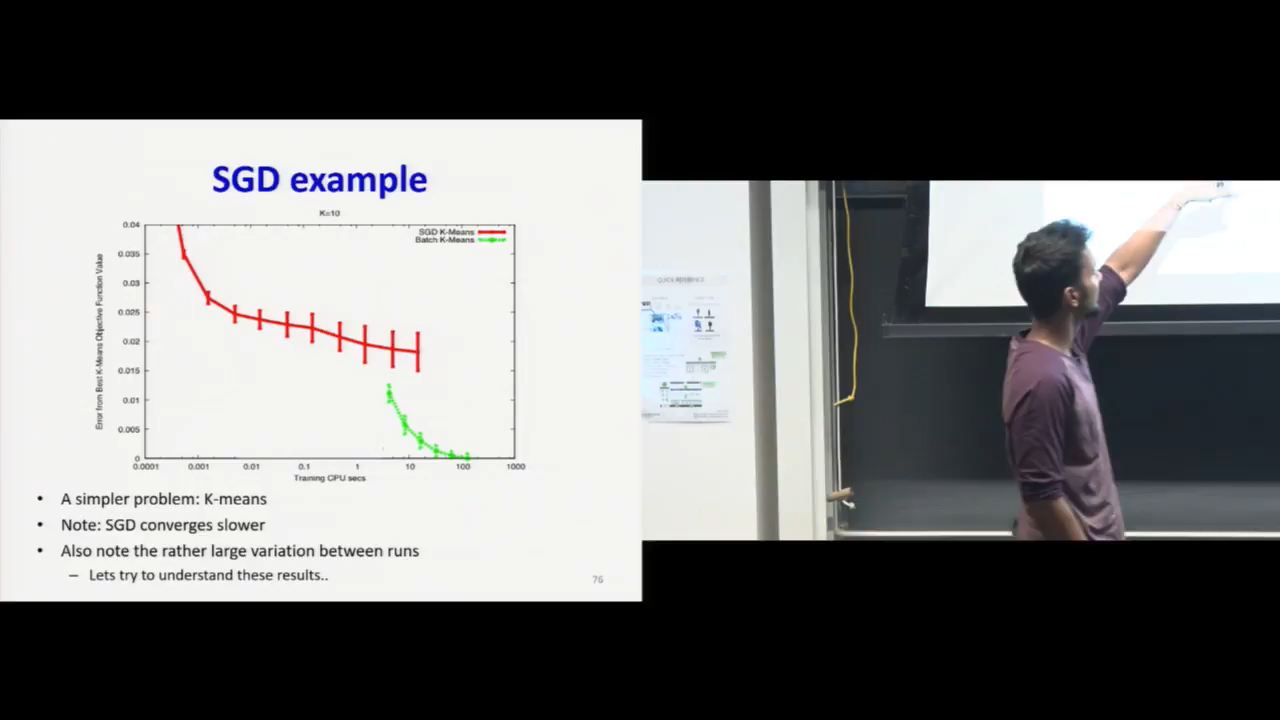 SGD example
K=10
SGD K-Means
Batch K-Means
0.04
0.035
0.03
0.025
0.02
0.015
0.01
0.005
0
Error from Best K-Means Objective Function Value
0.0001 0.001 0.01 0.1 1 10 100 1000
Training CPU secs
• A simpler problem: K-means
• Note: SGD converges slower
• Also note the rather large variation between runs
– Lets try to understand these results..
76
QUICK REFERENCE